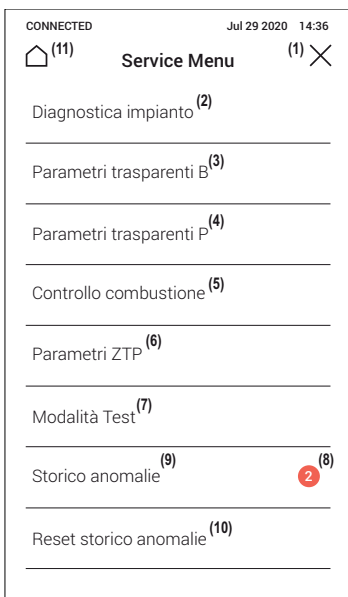 CONNECTED Jul 29 2020 14:36
(11) Service Menu (1)
Diagnostica impianto (2)
Parametri trasparenti B (3)
Parametri trasparenti P (4)
Controllo combustione (5)
Parametri ZTP (6)
Modalità Test (7)
Storico anomalie (9) 2 (8)
Reset storico anomalie (10)